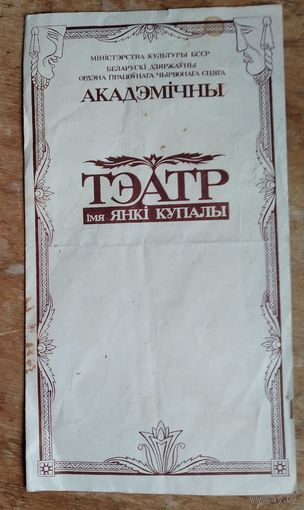 МІНІСТЭРСТВА КУЛЬТУРЫ БССР
БЕЛАРУСКІ ДЗЯРЖАЎНЫ
ОРДЭНА ПРАЦОЎНАГА ЧЫРВОНАГА СЦЯГА
АКАДЭМІЧНЫ
ТЭАТР
імя ЯНКІ КУПАЛЫ